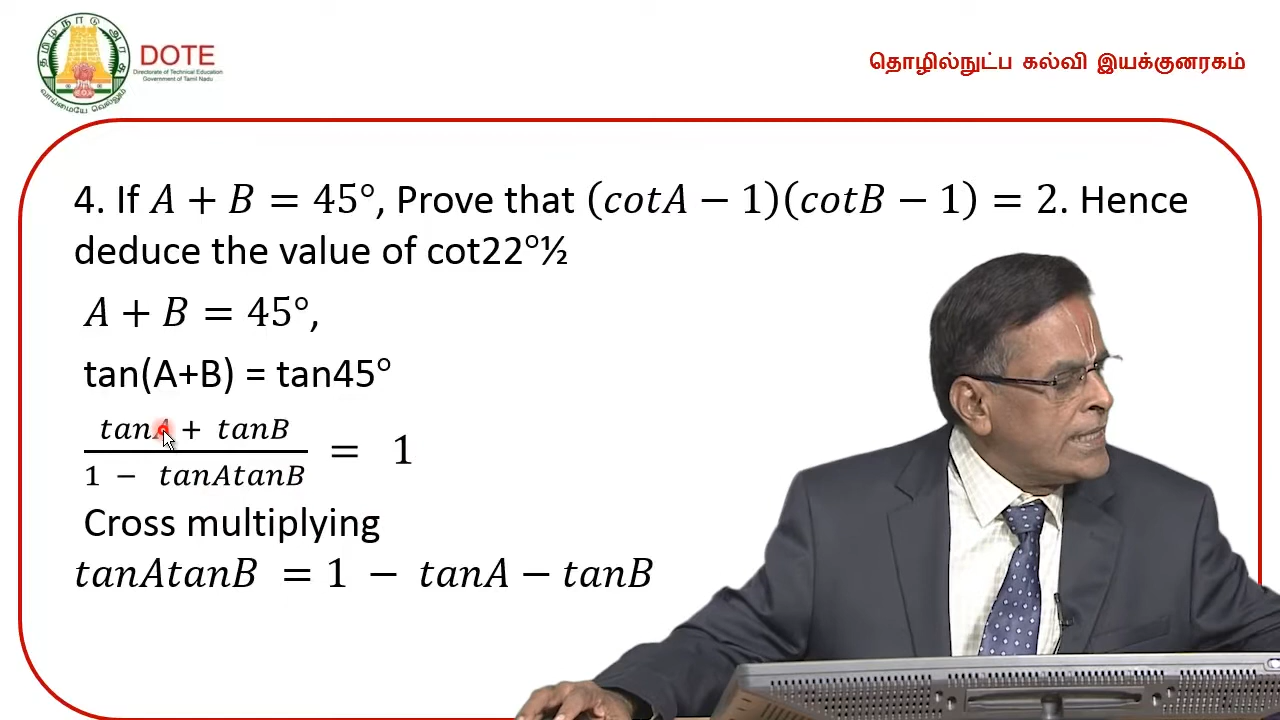 தமிழ்நாடு அரசு
வாய்மையே வெல்லும்
DOTE
Directorate of Technical Education
Government of Tamil Nadu
தொழில்நுட்ப கல்வி இயக்குனரகம்
4. If A + B = 45°, Prove that (cotA − 1)(cotB − 1) = 2. Hence
deduce the value of cot22°½
A + B = 45°,
tan(A+B) = tan45°
tanA + tanB / 1 − tanAtanB = 1
Cross multiplying
tanAtanB = 1 − tanA − tanB